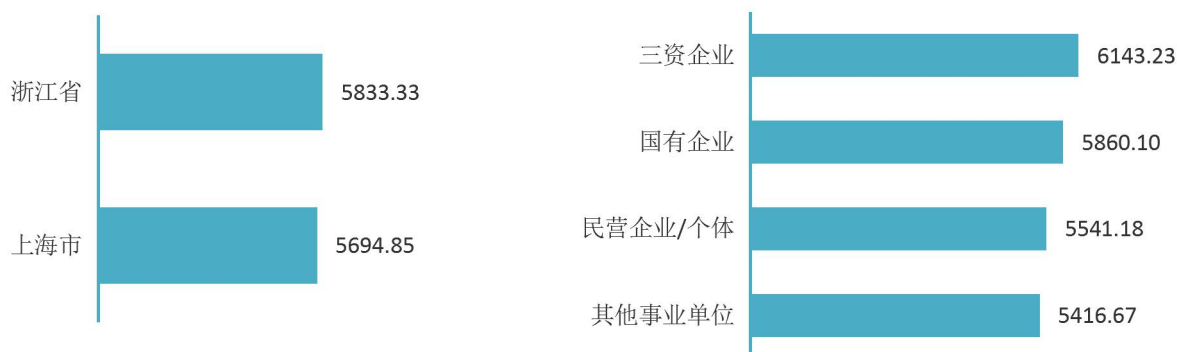 浙江省 5833.33
上海市 5694.85
三资企业 6143.23
国有企业 5860.10
民营企业/个体 5541.18
其他事业单位 5416.67